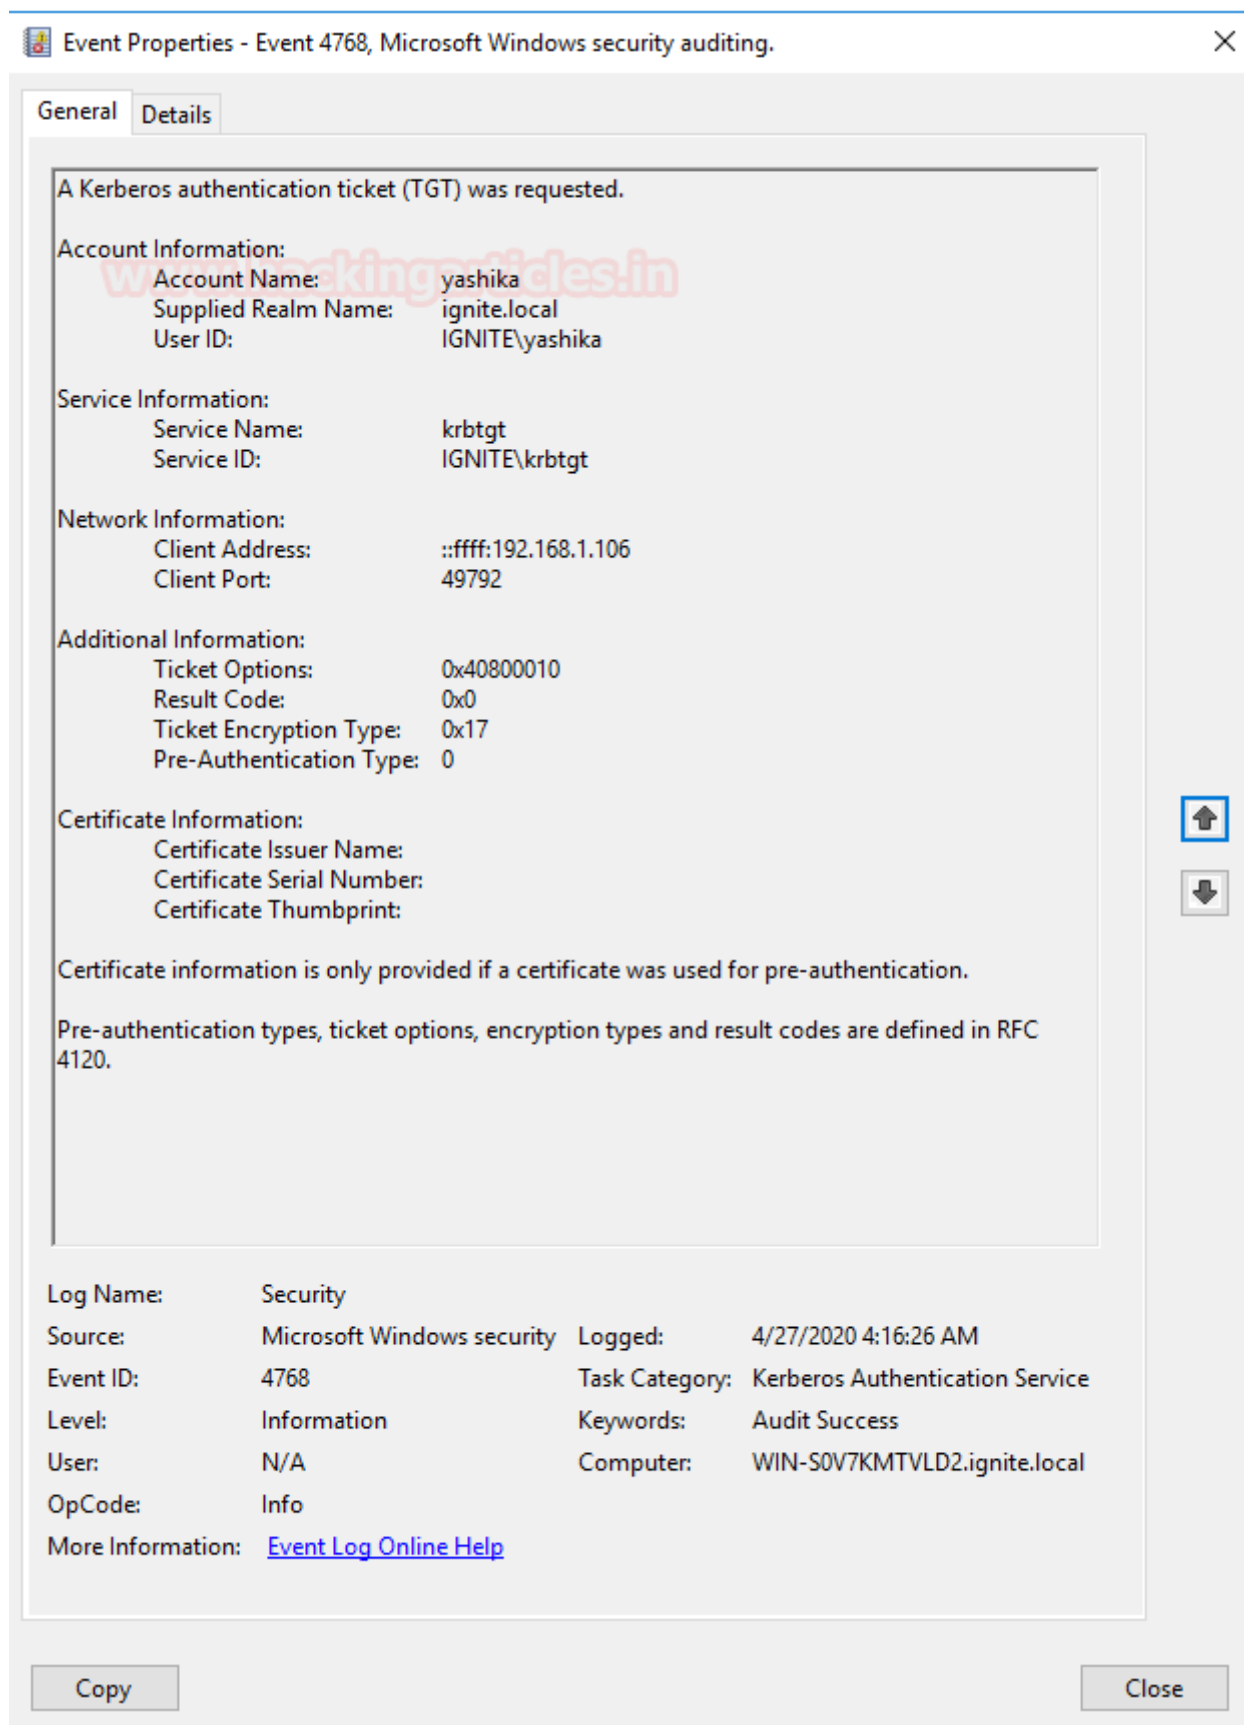 Event Properties - Event 4768, Microsoft Windows security auditing.
General Details
A Kerberos authentication ticket (TGT) was requested.
Account Information:
www.hackingarticles.in
Account Name: yashika
Supplied Realm Name: ignite.local
User ID: IGNITE\yashika
Service Information:
Service Name: krbtgt
Service ID: IGNITE\krbtgt
Network Information:
Client Address: ::ffff:192.168.1.106
Client Port: 49792
Additional Information:
Ticket Options: 0x40800010
Result Code: 0x0
Ticket Encryption Type: 0x17
Pre-Authentication Type: 0
Certificate Information:
Certificate Issuer Name:
Certificate Serial Number:
Certificate Thumbprint:
Certificate information is only provided if a certificate was used for pre-authentication.
Pre-authentication types, ticket options, encryption types and result codes are defined in RFC
4120.
Log Name: Security
Source: Microsoft Windows security Logged: 4/27/2020 4:16:26 AM
Event ID: 4768 Task Category: Kerberos Authentication Service
Level: Information Keywords: Audit Success
User: N/A Computer: WIN-S0V7KMTVLD2.ignite.local
OpCode: Info
More Information: Event Log Online Help
Copy Close